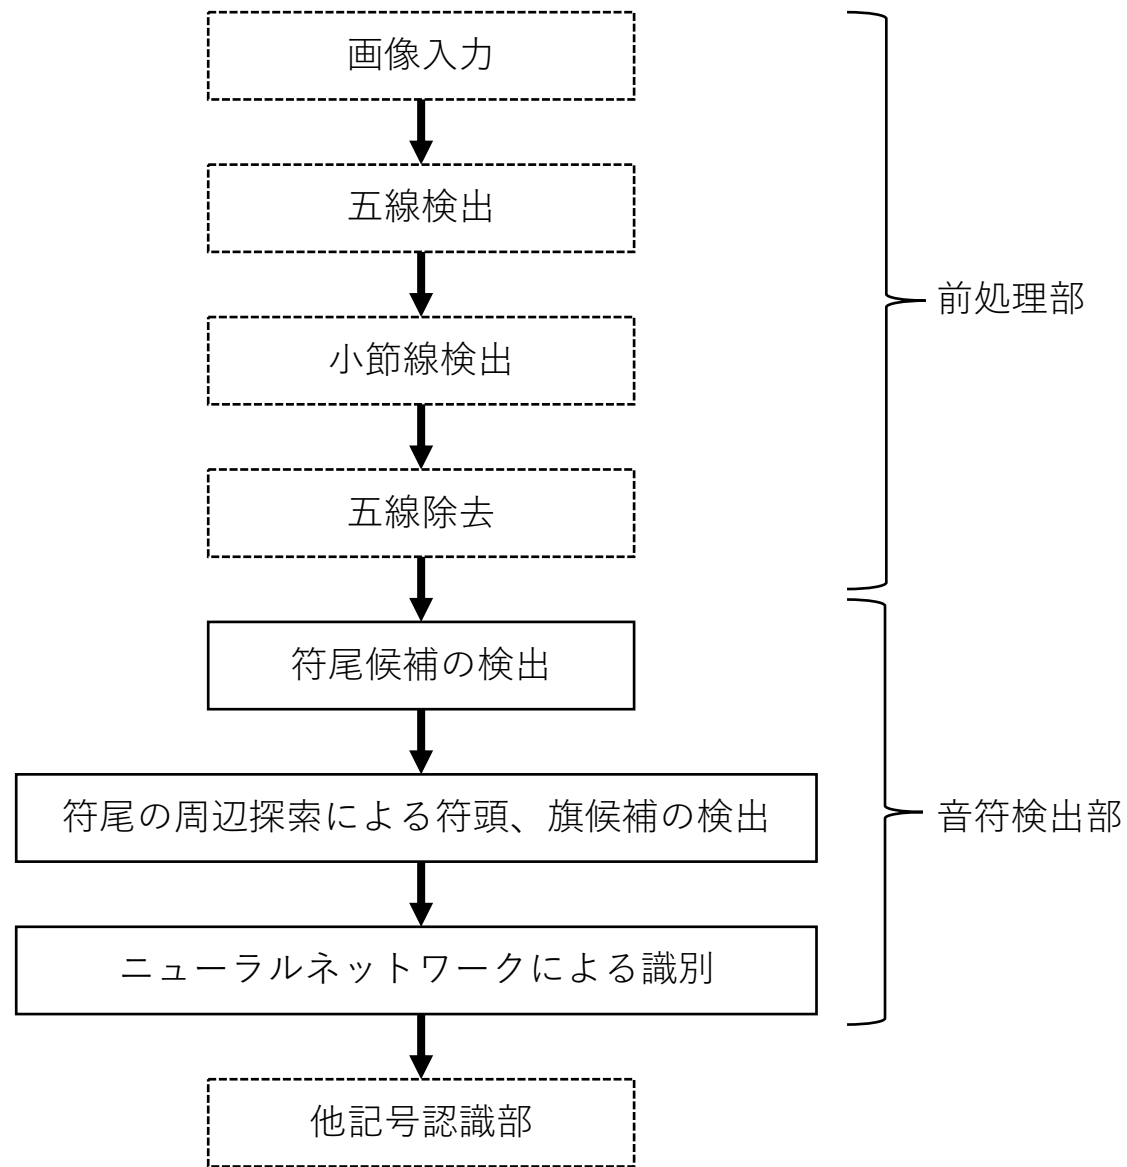 画像入力
五線検出
小節線検出
五線除去
前処理部
符尾候補の検出
符尾の周辺探索による符頭、旗候補の検出
ニューラルネットワークによる識別
音符検出部
他記号認識部